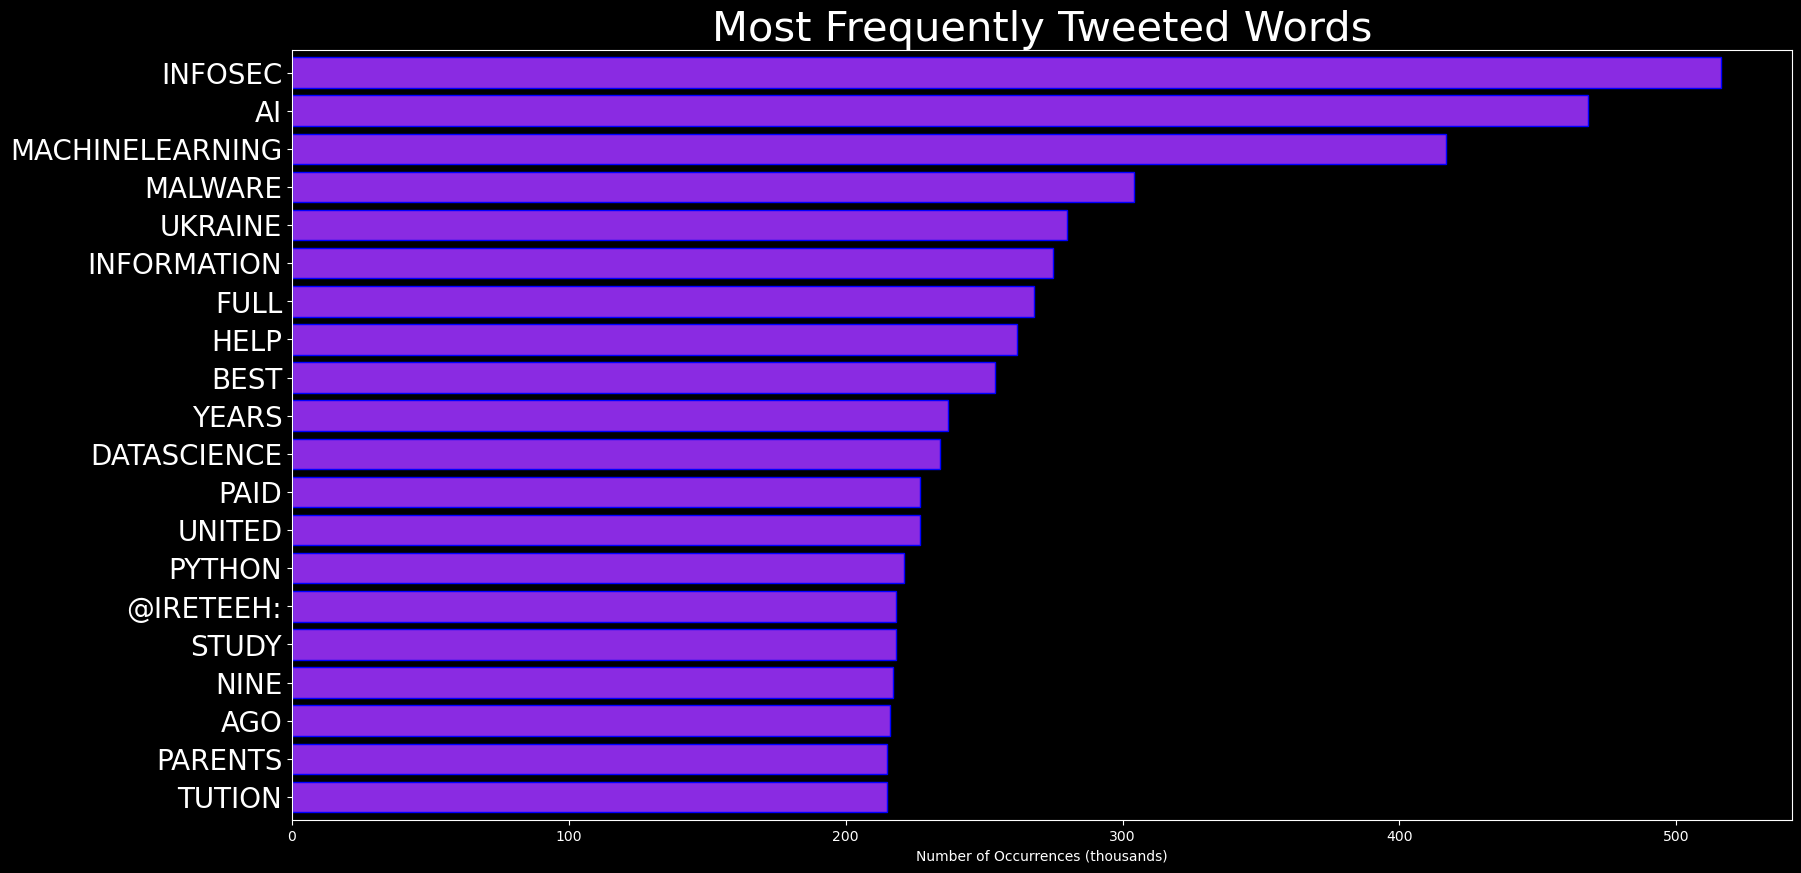 Most Frequently Tweeted Words
INFOSEC
AI
MACHINELEARNING
MALWARE
UKRAINE
INFORMATION
FULL
HELP
BEST
YEARS
DATASCIENCE
PAID
UNITED
PYTHON
@IRETEEH:
STUDY
NINE
AGO
PARENTS
TUTION
0 100 200 300 400 500
Number of Occurrences (thousands)